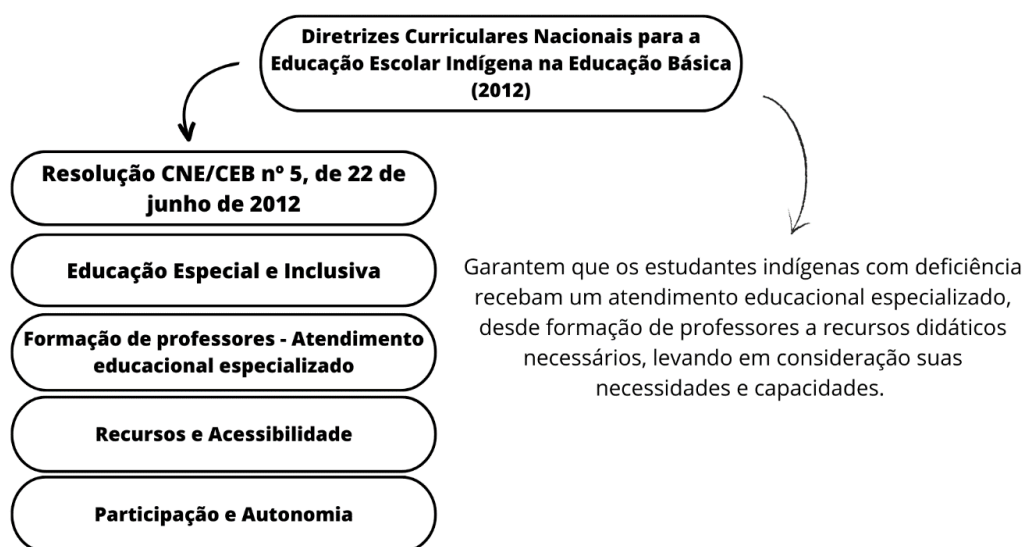 Diretrizes Curriculares Nacionais para a
Educação Escolar Indígena na Educação Básica
(2012)
Resolução CNE/CEB nº 5, de 22 de
junho de 2012
Educação Especial e Inclusiva
Formação de professores - Atendimento
educacional especializado
Recursos e Acessibilidade
Participação e Autonomia
Garantem que os estudantes indígenas com deficiência
recebam um atendimento educacional especializado,
desde formação de professores a recursos didáticos
necessários, levando em consideração suas
necessidades e capacidades.